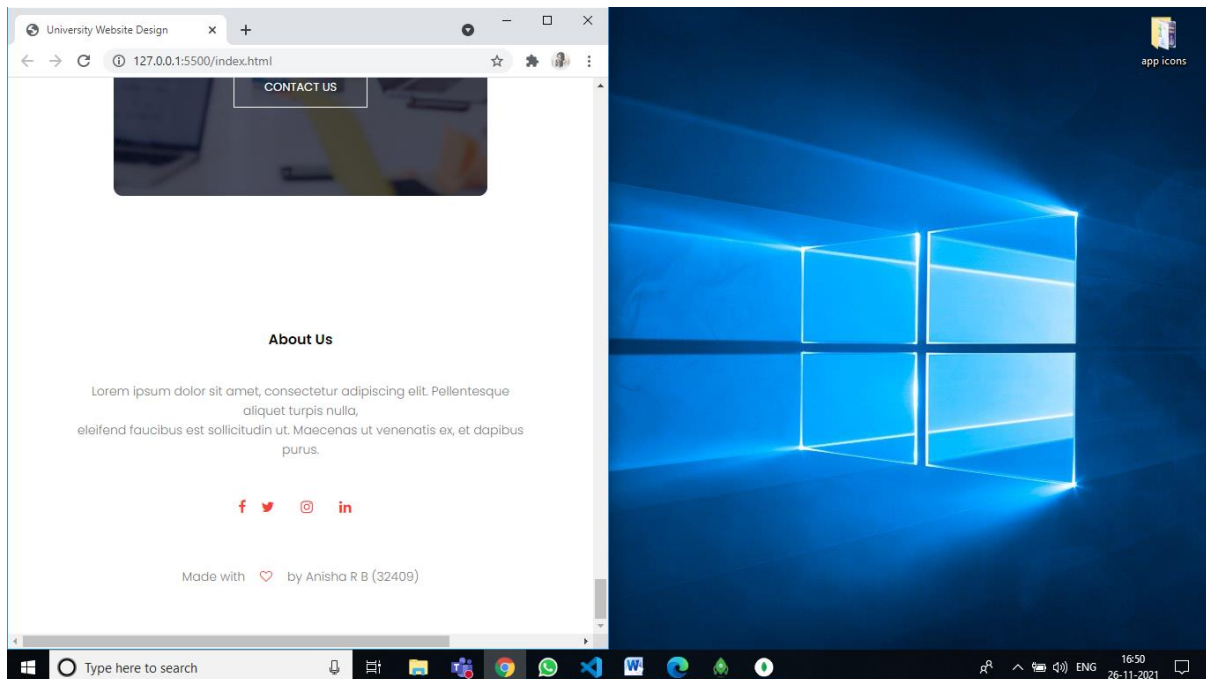 University Website Design
127.0.0.1:5500/index.html
app icons
CONTACT US
About Us
Lorem ipsum dolor sit amet, consectetur adipiscing elit. Pellentesque
aliquet turpis nulla,
eleifend faucibus est sollicitudin ut. Maecenas ut venenatis ex, et dapibus
purus.
Made with by Anisha R B (32409)
Type here to search
ENG
16:50
26-11-2021